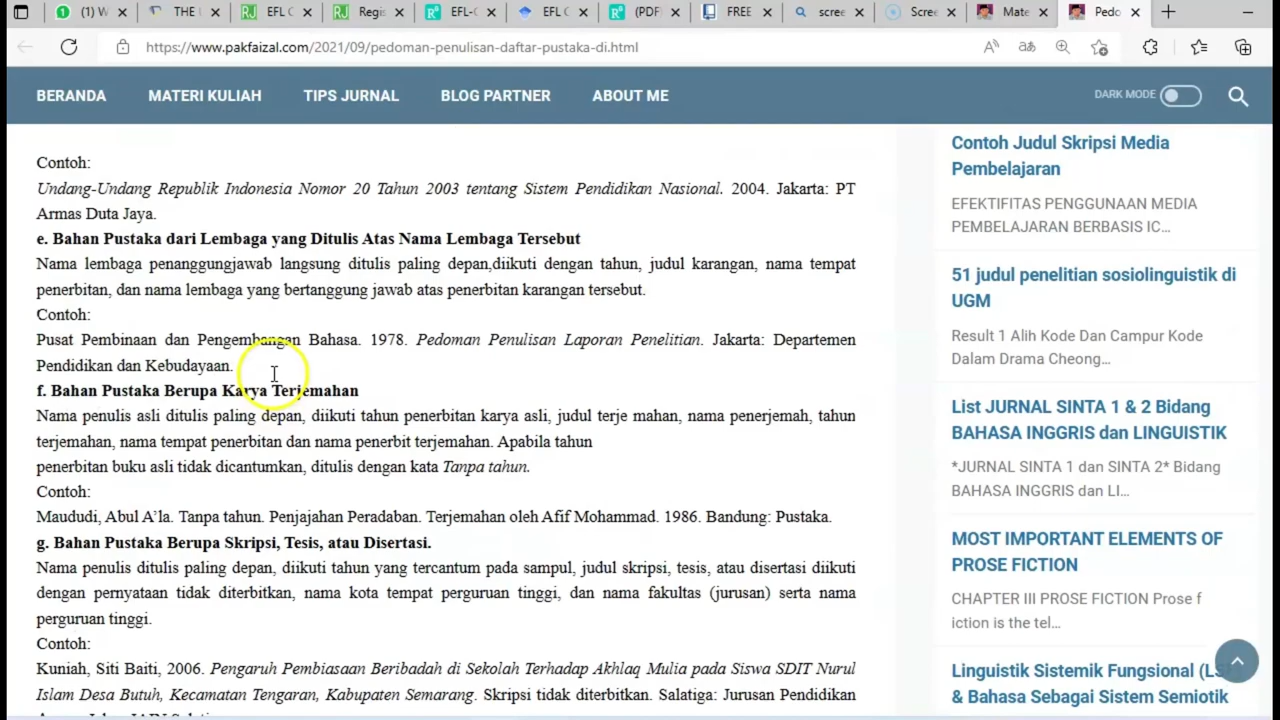 (1) W
THE
EFL C
Regis
EFL-C
EFL C
(PDF)
FREE
scree
Scree
Mate
Pedo
https://www.pakfaizal.com/2021/09/pedoman-penulisan-daftar-pustaka-di.html
BERANDA MATERI KULIAH TIPS JURNAL BLOG PARTNER ABOUT ME DARK MODE
Contoh:
Undang-Undang Republik Indonesia Nomor 20 Tahun 2003 tentang Sistem Pendidikan Nasional. 2004. Jakarta: PT
Armas Duta Jaya.
e. Bahan Pustaka dari Lembaga yang Ditulis Atas Nama Lembaga Tersebut
Nama lembaga penanggungjawab langsung ditulis paling depan,diikuti dengan tahun, judul karangan, nama tempat
penerbitan, dan nama lembaga yang bertanggung jawab atas penerbitan karangan tersebut.
Contoh:
Pusat Pembinaan dan Pengembangan Bahasa. 1978. Pedoman Penulisan Laporan Penelitian. Jakarta: Departemen
Pendidikan dan Kebudayaan.
f. Bahan Pustaka Berupa Karya Terjemahan
Nama penulis asli ditulis paling depan, diikuti tahun penerbitan karya asli, judul terje mahan, nama penerjemah, tahun
terjemahan, nama tempat penerbitan dan nama penerbit terjemahan. Apabila tahun
penerbitan buku asli tidak dicantumkan, ditulis dengan kata Tanpa tahun.
Contoh:
Maududi, Abul A'la. Tanpa tahun. Penjajahan Peradaban. Terjemahan oleh Afif Mohammad. 1986. Bandung: Pustaka.
g. Bahan Pustaka Berupa Skripsi, Tesis, atau Disertasi.
Nama penulis ditulis paling depan, diikuti tahun yang tercantum pada sampul, judul skripsi, tesis, atau disertasi diikuti
dengan pernyataan tidak diterbitkan, nama kota tempat perguruan tinggi, dan nama fakultas (jurusan) serta nama
perguruan tinggi.
Contoh:
Kuniah, Siti Baiti, 2006. Pengaruh Pembiasaan Beribadah di Sekolah Terhadap Akhlaq Mulia pada Siswa SDIT Nurul
Islam Desa Butuh, Kecamatan Tengaran, Kabupaten Semarang. Skripsi tidak diterbitkan. Salatiga: Jurusan Pendidikan
Contoh Judul Skripsi Media
Pembelajaran
EFEKTIFITAS PENGGUNAAN MEDIA
PEMBELAJARAN BERBASIS IC...
51 judul penelitian sosiolinguistik di
UGM
Result 1 Alih Kode Dan Campur Kode
Dalam Drama Cheong...
List JURNAL SINTA 1 & 2 Bidang
BAHASA INGGRIS dan LINGUISTIK
*JURNAL SINTA 1 dan SINTA 2* Bidang
BAHASA INGGRIS dan LI...
MOST IMPORTANT ELEMENTS OF
PROSE FICTION
CHAPTER III PROSE FICTION Prose f
iction is the tel...
Linguistik Sistemik Fungsional
& Bahasa Sebagai Sistem Semiotik